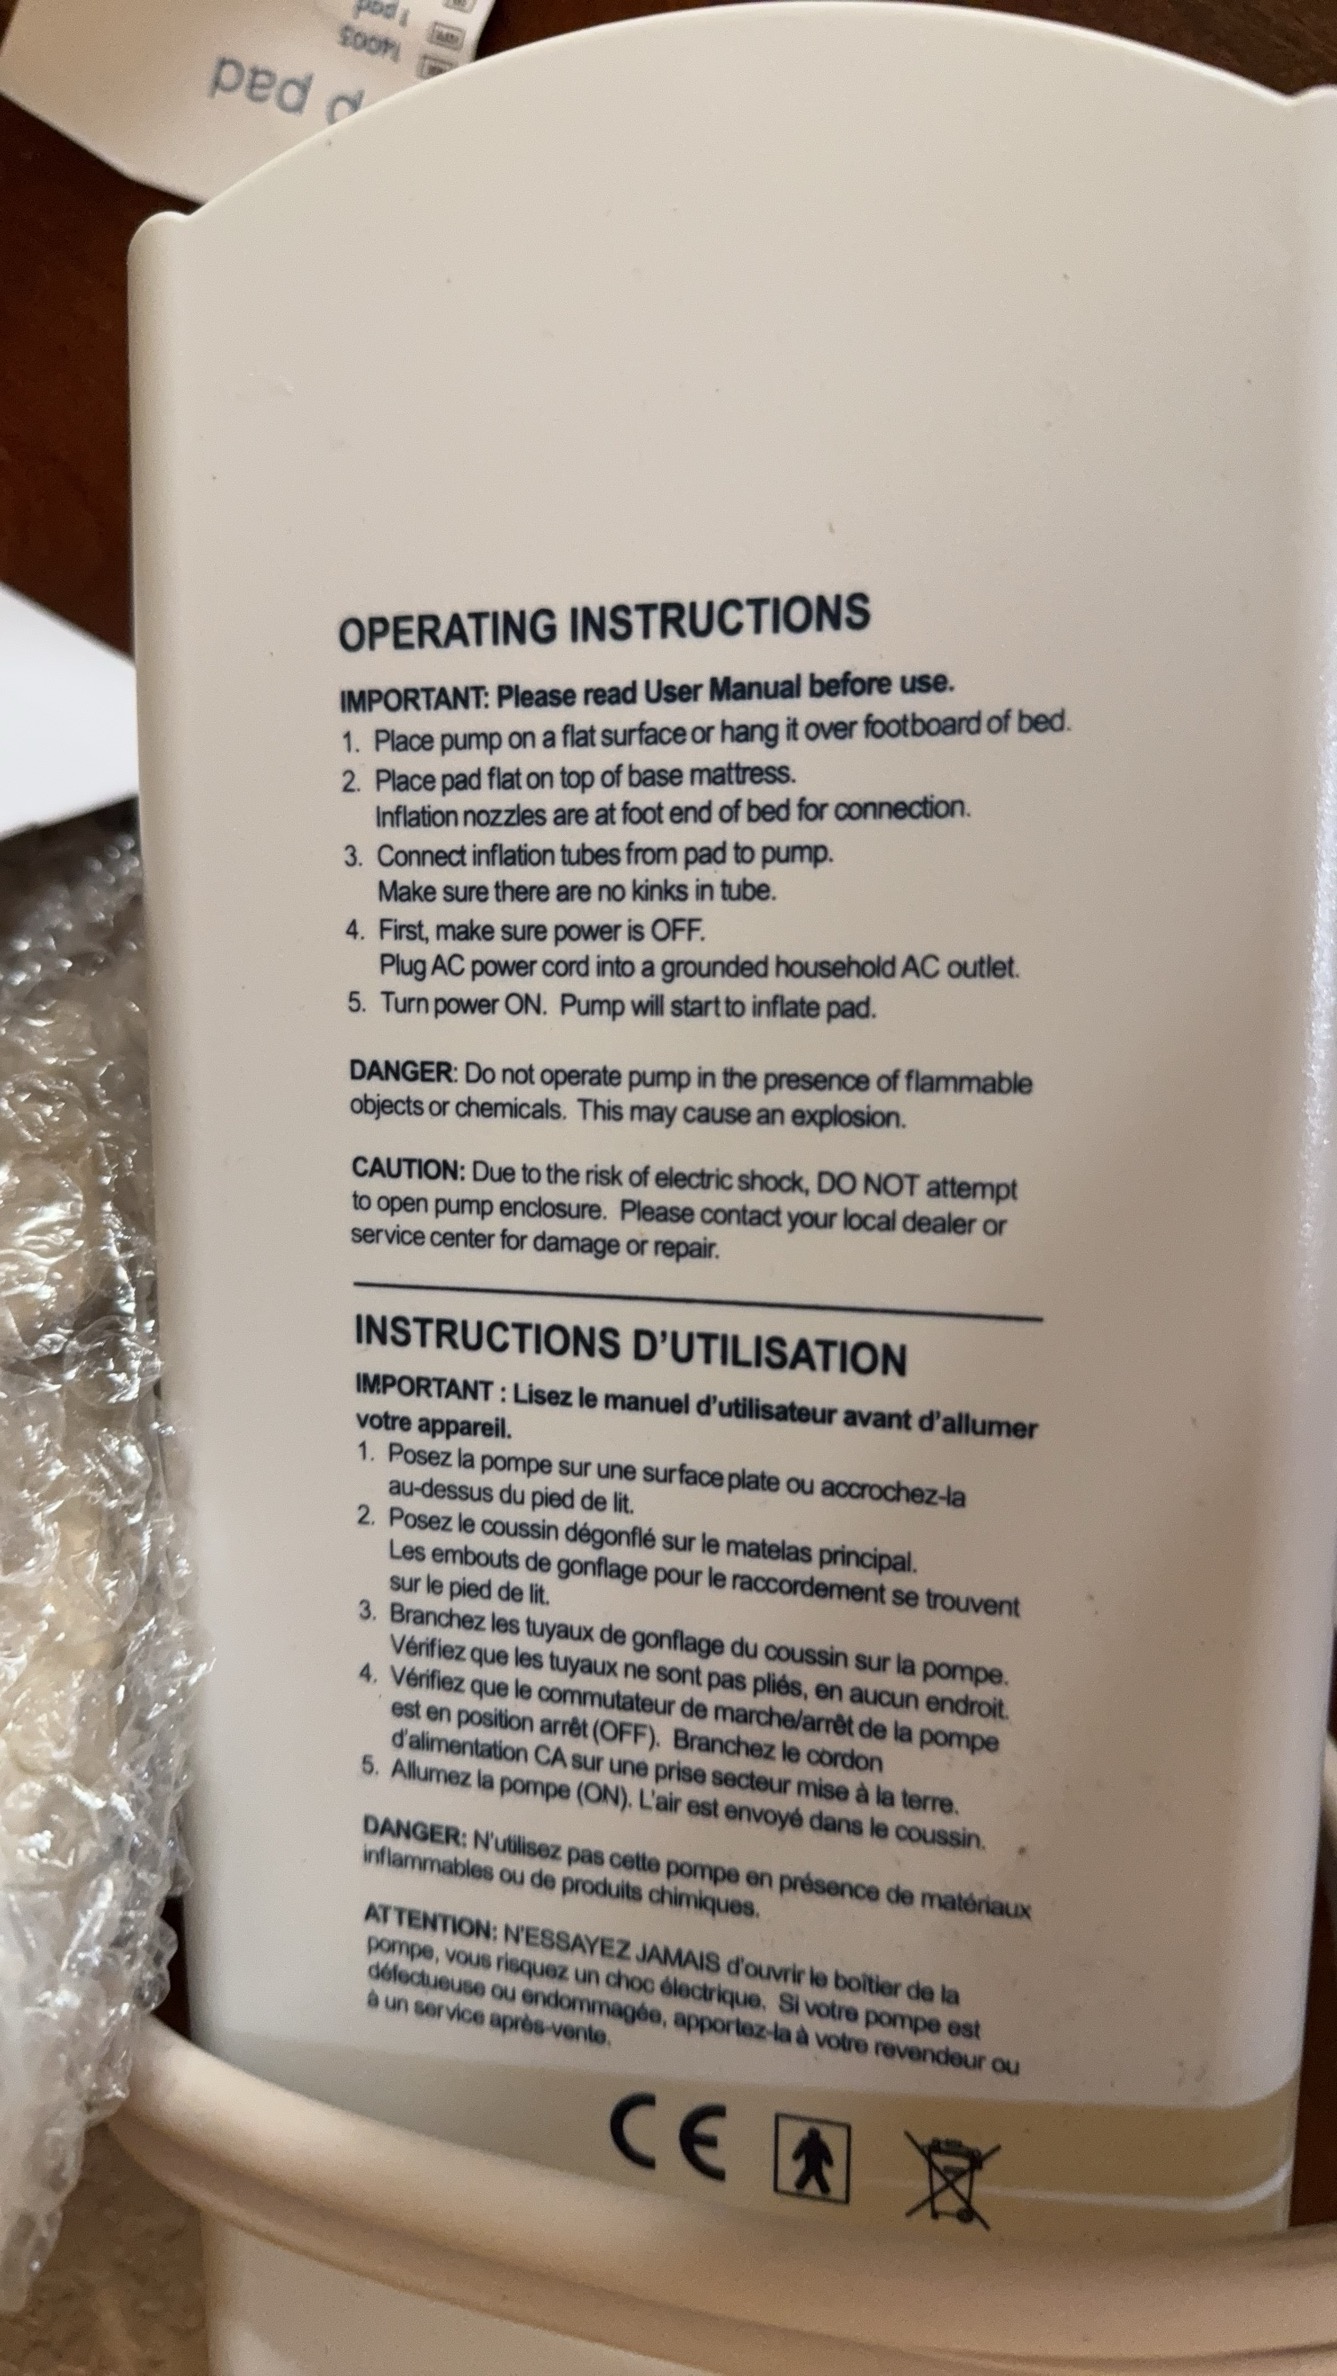 p pad
14003
1 pad
OPERATING INSTRUCTIONS
IMPORTANT: Please read User Manual before use.
1. Place pump on a flat surface or hang it over footboard of bed.
2. Place pad flat on top of base mattress.
Inflation nozzles are at foot end of bed for connection.
3. Connect inflation tubes from pad to pump.
Make sure there are no kinks in tube.
4. First, make sure power is OFF.
Plug AC power cord into a grounded household AC outlet.
5. Turn power ON. Pump will start to inflate pad.
DANGER: Do not operate pump in the presence of flammable
objects or chemicals. This may cause an explosion.
CAUTION: Due to the risk of electric shock, DO NOT attempt
to open pump enclosure. Please contact your local dealer or
service center for damage or repair.
INSTRUCTIONS D'UTILISATION
IMPORTANT : Lisez le manuel d'utilisateur avant d'allumer
votre appareil.
1. Posez la pompe sur une surface plate ou accrochez-la
au-dessus du pied de lit.
2. Posez le coussin dégonflé sur le matelas principal.
Les embouts de gonflage pour le raccordement se trouvent
sur le pied de lit.
3. Branchez les tuyaux de gonflage du coussin sur la pompe.
Vérifiez que les tuyaux ne sont pas pliés, en aucun endroit.
4. Vérifiez que le commutateur de marche/arrêt de la pompe
est en position arrêt (OFF). Branchez le cordon
d'alimentation CA sur une prise secteur mise à la terre.
5. Allumez la pompe (ON). L'air est envoyé dans le coussin.
DANGER: N'utilisez pas cette pompe en présence de matériaux
inflammables ou de produits chimiques.
ATTENTION: N'ESSAYEZ JAMAIS d'ouvrir le boîtier de la
pompe, vous risquez un choc électrique. Si votre pompe est
défectueuse ou endommagée, apportez-la à votre revendeur ou
à un service après-vente.
CE